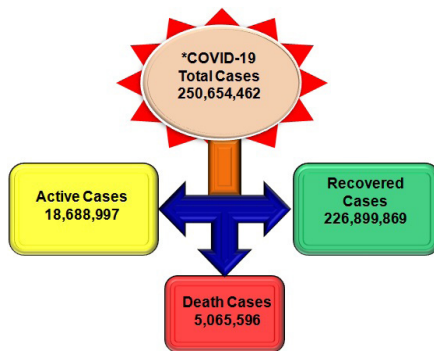 *COVID-19
Total Cases
250,654,462
Active Cases
18,688,997
Recovered
Cases
226,899,869
Death Cases
5,065,596